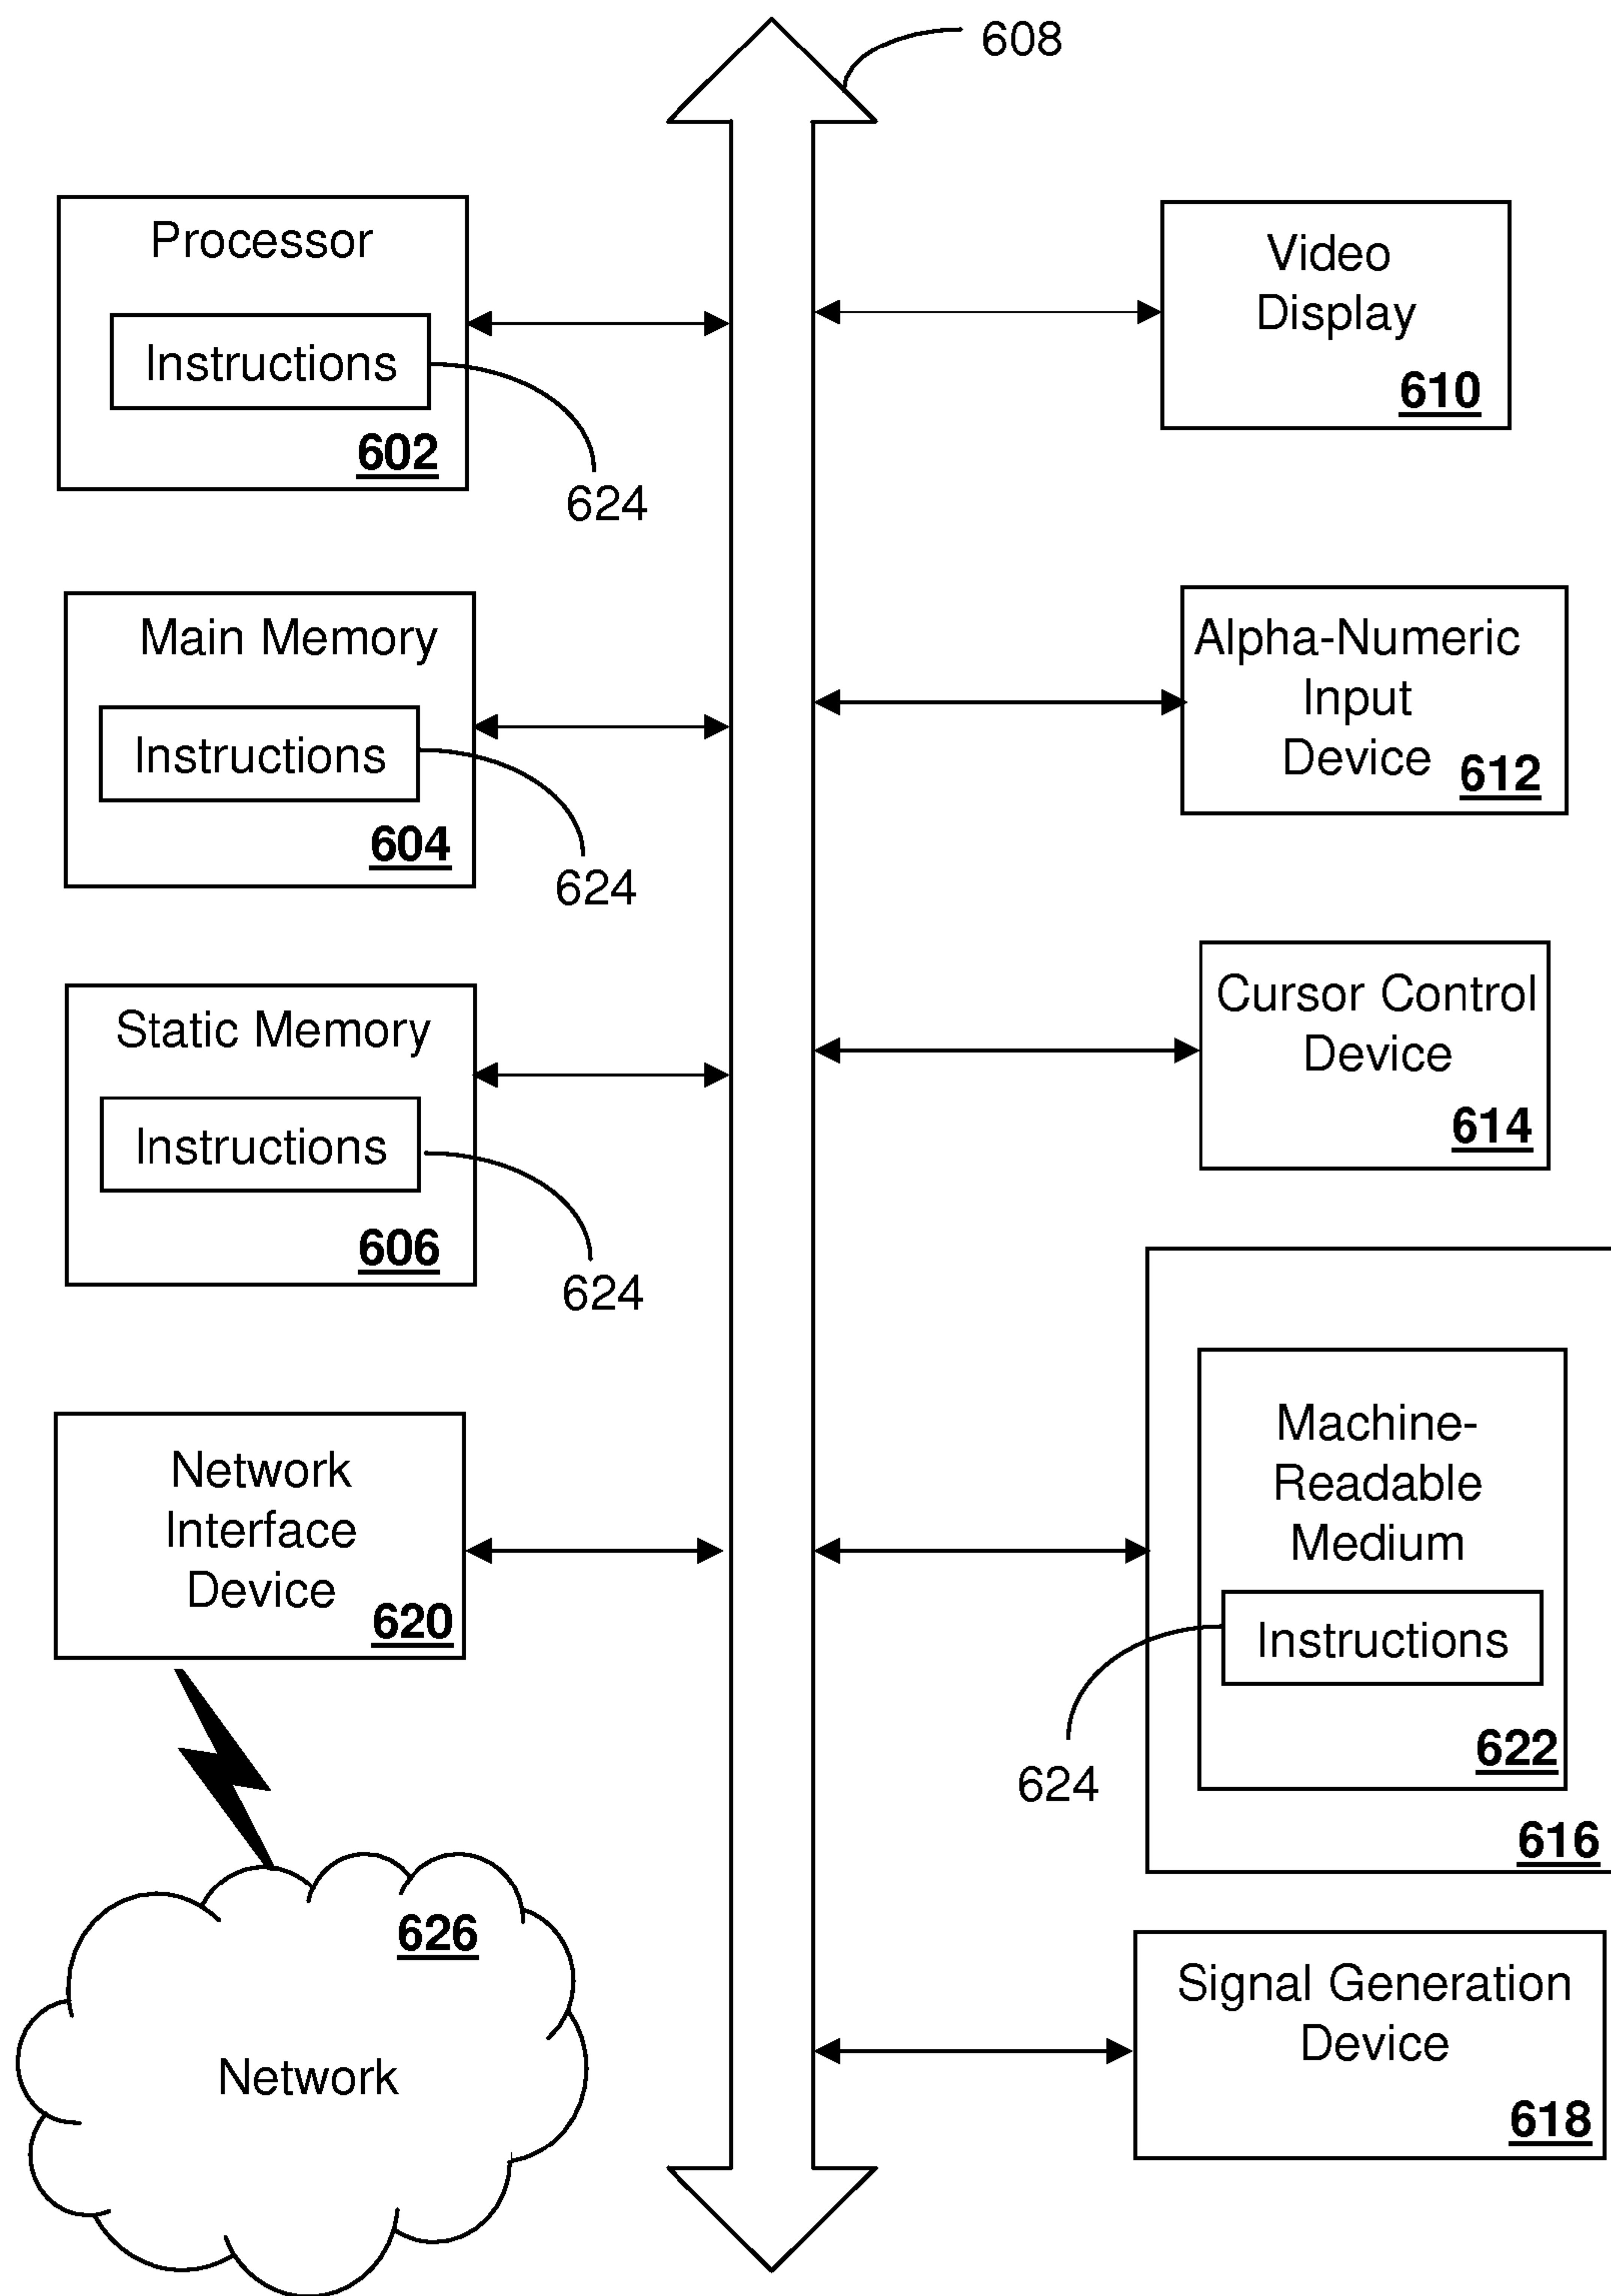 608
Processor
Instructions
602
624
Main Memory
Instructions
604
624
Static Memory
Instructions
606
624
Network
Interface
Device
620
626
Network
Video
Display
610
Alpha-Numeric
Input
Device
612
Cursor Control
Device
614
Machine-
Readable
Medium
Instructions
622
624
616
Signal Generation
Device
618